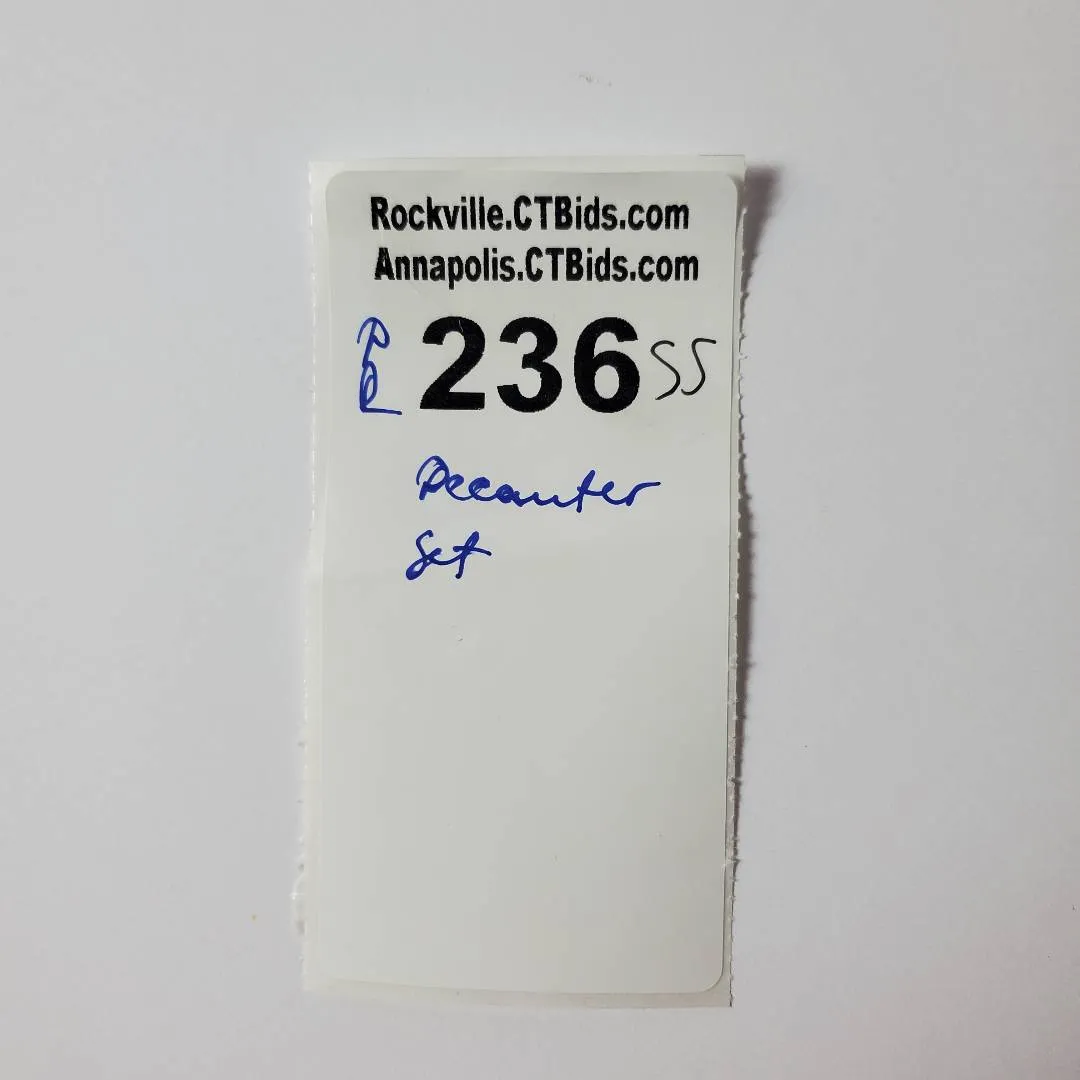 Rockville.CTBids.com
Annapolis.CTBids.com
236 SS
Decanter
Set